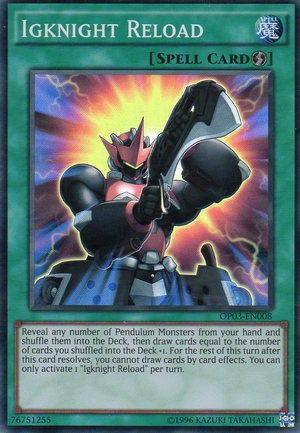 Igknight Reload
[Spell Card]
OP03-EN008
Reveal any number of Pendulum Monsters from your hand and
shuffle them into the Deck, then draw cards equal to the number
of cards you shuffled into the Deck +1. For the rest of this turn after
this card resolves, you cannot draw cards by card effects. You can
only activate 1 "Igknight Reload" per turn.
76751255
©1996 KAZUKI TAKAHASHI